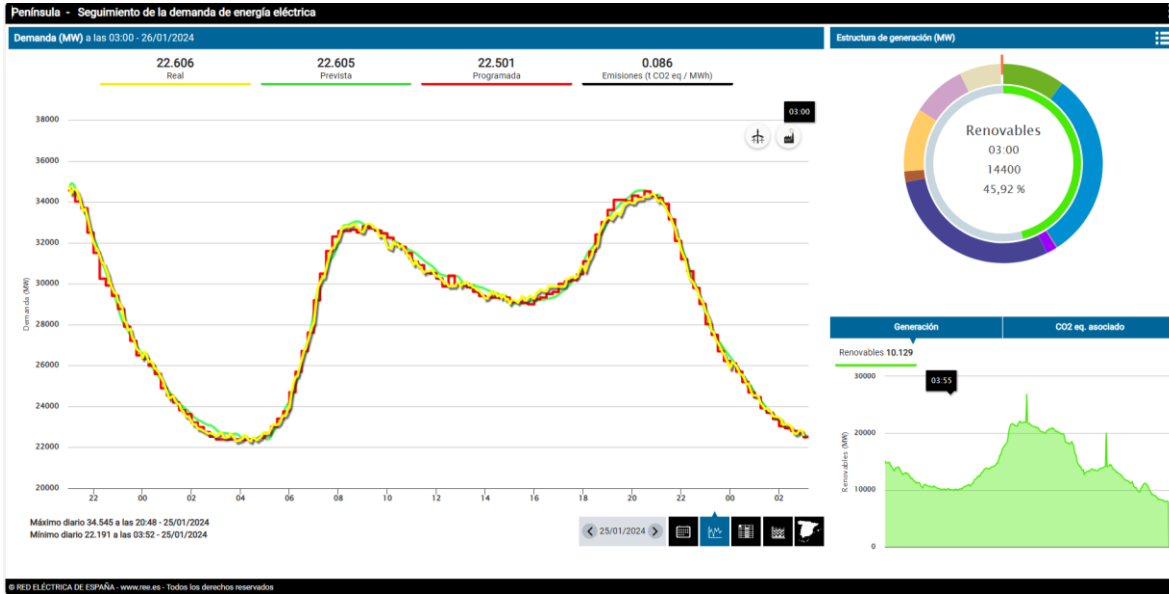 Península - Seguimiento de la demanda de energía eléctrica
Demanda (MW) a las 03:00 - 26/01/2024
22.606
Real
22.605
Prevista
22.501
Programada
0.086
Emisiones (t CO2 eq / MWh)
03:00
Demanda (MW)
38000
36000
34000
32000
30000
28000
26000
24000
22000
20000
22 00 02 04 06 08 10 12 14 16 18 20 22 00 02
Máximo diario 34.545 a las 20:48 - 25/01/2024
Mínimo diario 22.191 a las 03:52 - 25/01/2024
25/01/2024
Estructura de generación (MW)
Renovables
03:00
14400
45,92 %
Generación
CO2 eq. asociado
Renovables 10.129
03:55
Renovables (MW)
30000
20000
10000
0
© RED ELÉCTRICA DE ESPAÑA - www.ree.es - Todos los derechos reservados